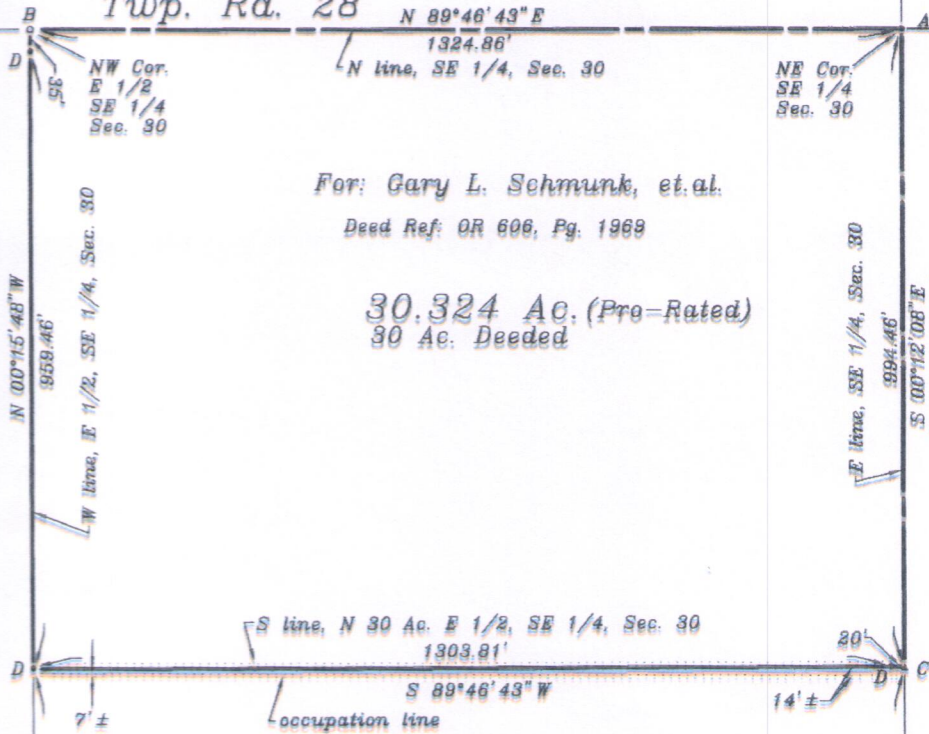 Twp. Rd. 28
N 89°46'43" E
1324.86'
N line, SE 1/4, Sec. 30
B
A
D
35'
NW Cor.
E 1/2
SE 1/4
Sec. 30
NE Cor.
SE 1/4
Sec. 30
For: Gary L. Schmunk, et.al.
Deed Ref: OR 606, Pg. 1969
30.324 Ac. (Pro-Rated)
30 Ac. Deeded
N 00°15'48" W
959.46'
W line, E 1/2, SE 1/4, Sec. 30
E line, SE 1/4, Sec. 30
994.46'
S 00°12'08" E
S line, N 30 Ac. E 1/2, SE 1/4, Sec. 30
1303.81'
20'
D
D
C
S 89°46'43" W
7'±
14'±
occupation line